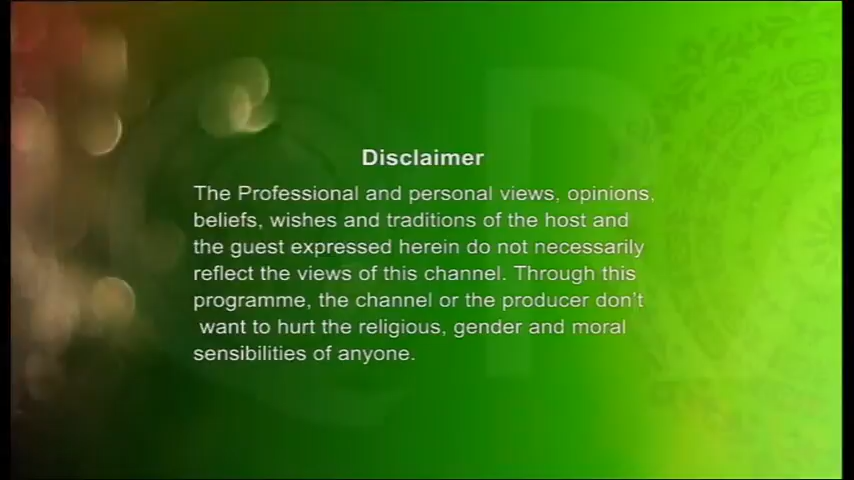 Disclaimer
The Professional and personal views, opinions,
beliefs, wishes and traditions of the host and
the guest expressed herein do not necessarily
reflect the views of this channel. Through this
programme, the channel or the producer don't
want to hurt the religious, gender and moral
sensibilities of anyone.